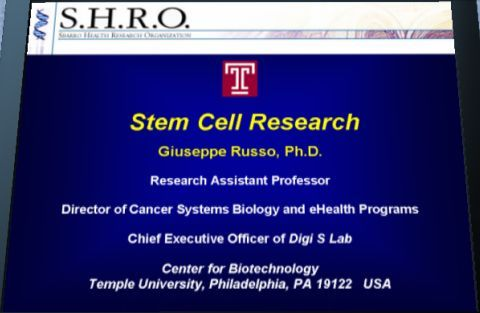 S.H.R.O.
SBARRO HEALTH RESEARCH ORGANIZATION
T
Stem Cell Research
Giuseppe Russo, Ph.D.
Research Assistant Professor
Director of Cancer Systems Biology and eHealth Programs
Chief Executive Officer of Digi S Lab
Center for Biotechnology
Temple University, Philadelphia, PA 19122 USA